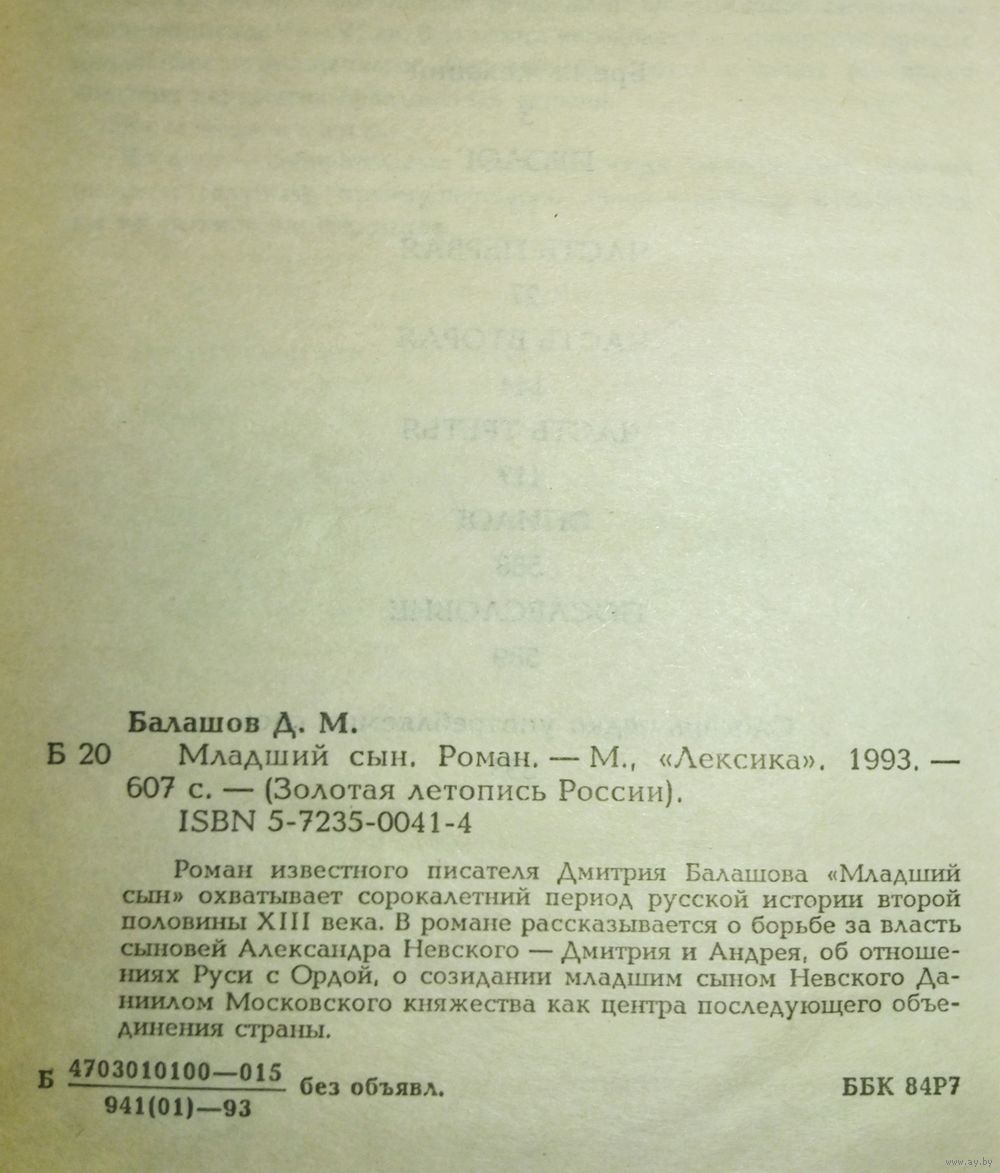 Балашов Д. М.
Б 20 Младший сын. Роман. — М., «Лексика». 1993. —
607 с. — (Золотая летопись России).
ISBN 5-7235-0041-4
Роман известного писателя Дмитрия Балашова «Младший
сын» охватывает сорокалетний период русской истории второй
половины XIII века. В романе рассказывается о борьбе за власть
сыновей Александра Невского — Дмитрия и Андрея, об отноше-
ниях Руси с Ордой, о созидании младшим сыном Невского Да-
ниилом Московского княжества как центра последующего объе-
динения страны.
Б 4703010100—015
941(01)—93 без объявл.
ББК 84Р7
www.ay.by